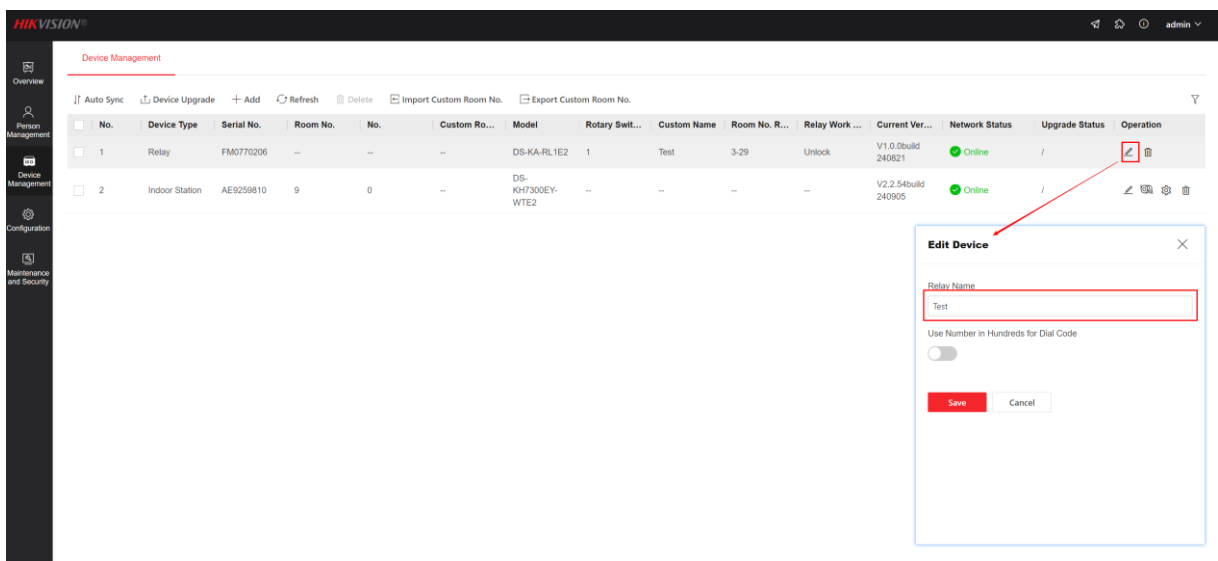 HIKVISION®
admin
Overview
Person
Management
Device
Management
Configuration
Maintenance
and Security
Device Management
Auto Sync Device Upgrade Add Refresh Delete Import Custom Room No. Export Custom Room No.
No. Device Type Serial No. Room No. No. Custom Ro... Model Rotary Swit... Custom Name Room No. R... Relay Work ... Current Ver... Network Status Upgrade Status Operation
1 Relay FM0770206 -- -- -- DS-KA-RL1E2 1 Test 3-29 Unlock V1.0.0build
240821 Online /
2 Indoor Station AE9259810 9 0 -- DS-
KH7300EY-
WTE2 -- -- -- -- V2.2.54build
240905 Online /
Edit Device
Relay Name
Test
Use Number in Hundreds for Dial Code
Save Cancel